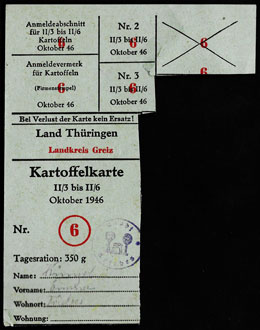 Anmeldeabschnitt
für II/3 bis II/6
Kartoffeln
6
Oktober 46
Nr. 2
II/3 bis II/6
6
Oktober 46
6
Anmeldevermerk
für Kartoffeln
(Firmenstempel)
6
Oktober 46
Nr. 3
II/3 bis II/6
6
Oktober 46
6
Bei Verlust der Karte kein Ersatz!
Land Thüringen
Landkreis Greiz
Kartoffelkarte
II/3 bis II/6
Oktober 1946
Nr. 6
Tagesration: 350 g
Name:
Vorname:
Wohnort:
Wohnung: